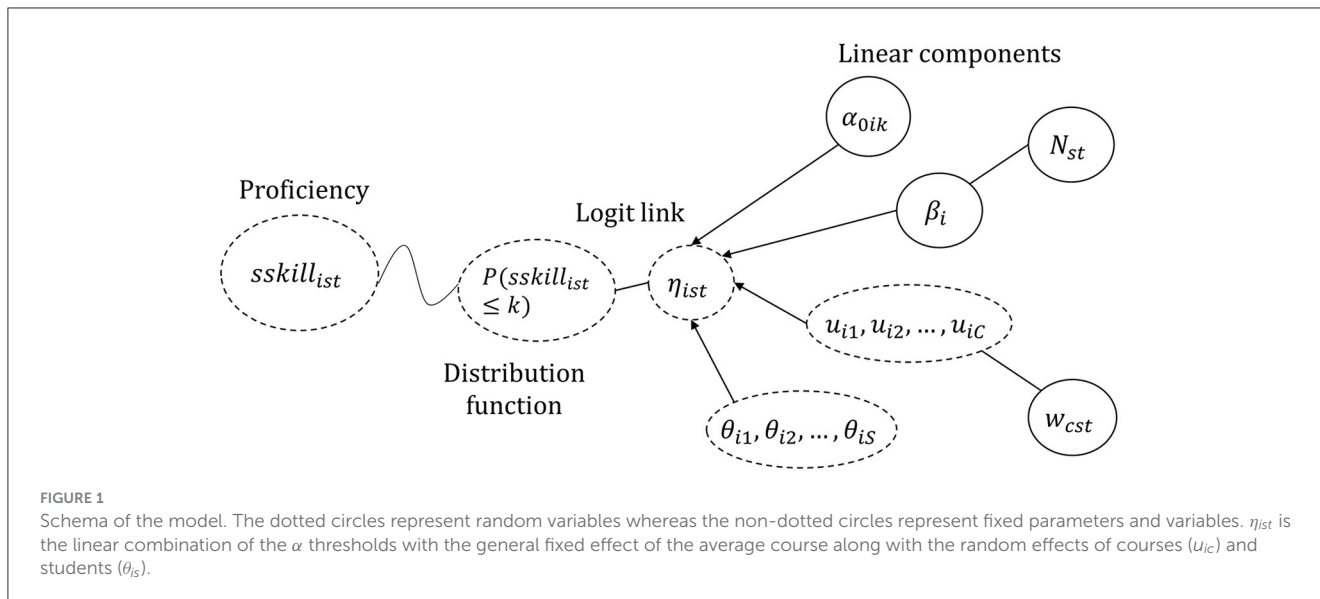 Linear components
α0ik
Nst
Proficiency
βi
Logit link
sskillist
P(sskillist
≤ k)
ηist
ui1, ui2, …, uiC
Distribution
function
θi1, θi2, …, θiS
wcst
FIGURE 1
Schema of the model. The dotted circles represent random variables whereas the non-dotted circles represent fixed parameters and variables. ηist is
the linear combination of the α thresholds with the general fixed effect of the average course along with the random effects of courses (uic) and
students (θis).